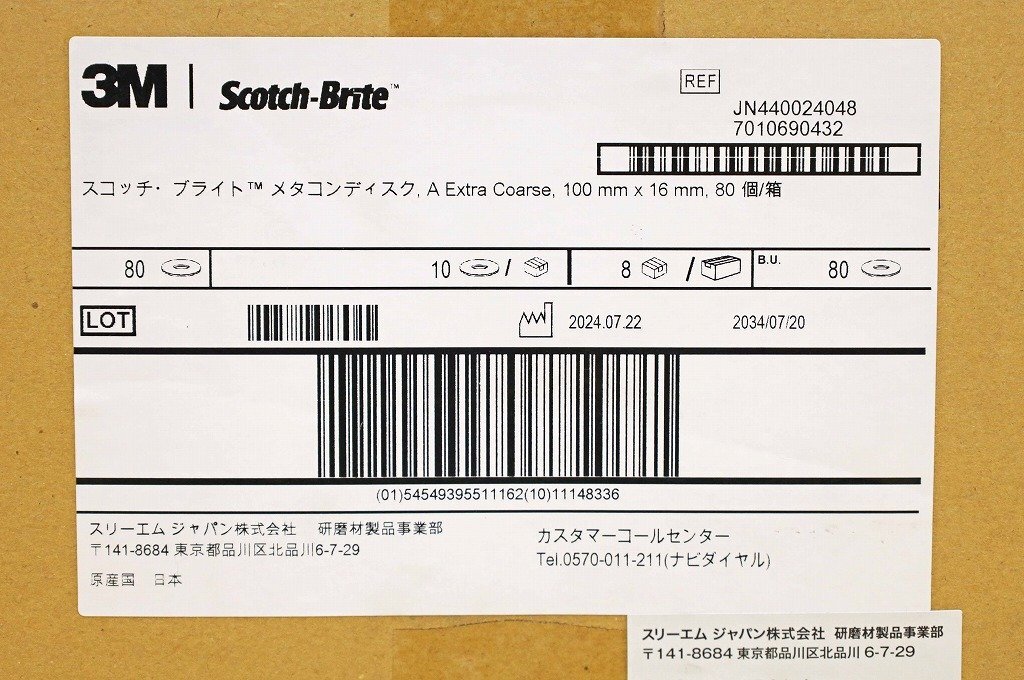 3M | Scotch-Brite™
REF
JN440024048
7010690432
スコッチ・ブライト™ メタコンディスク, A Extra Coarse, 100 mm x 16 mm, 80 個/箱
80
10 /
8 /
B.U. 80
LOT
2024.07.22
2034/07/20
(01)54549395511162(10)11148336
スリーエム ジャパン株式会社 研磨材製品事業部
〒141-8684 東京都品川区北品川6-7-29
カスタマーコールセンター
Tel.0570-011-211(ナビダイヤル)
原産国 日本
スリーエム ジャパン株式会社 研磨材製品事業部
〒141-8684 東京都品川区北品川 6-7-29